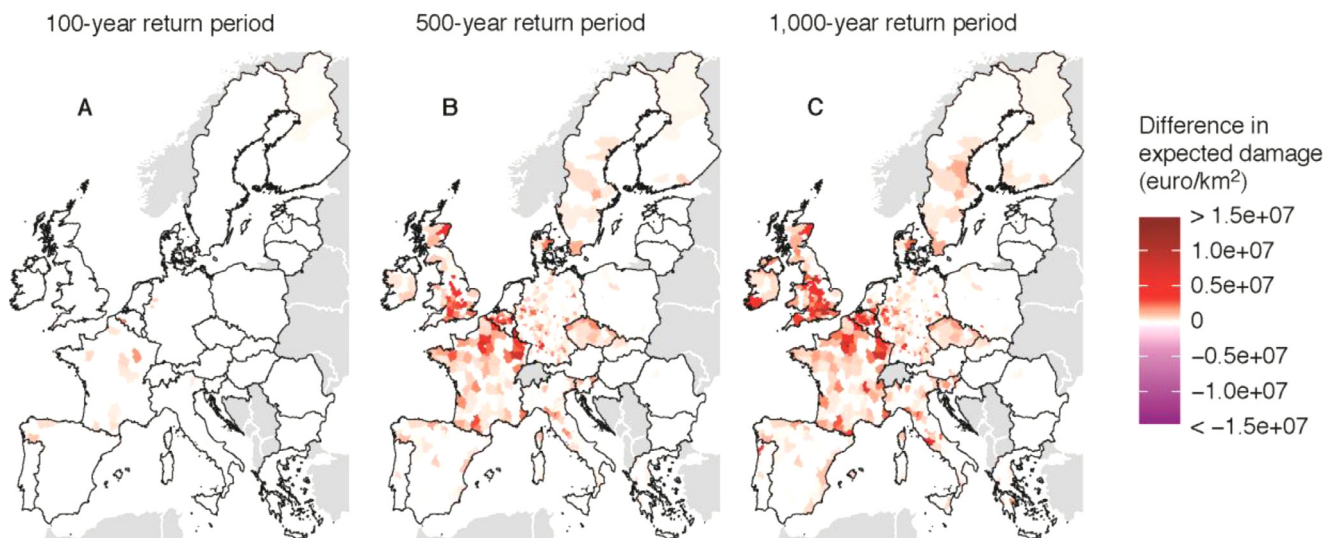 100-year return period
500-year return period
1,000-year return period
A
B
C
Difference in
expected damage
(euro/km²)
> 1.5e+07
1.0e+07
0.5e+07
0
−0.5e+07
−1.0e+07
< −1.5e+07